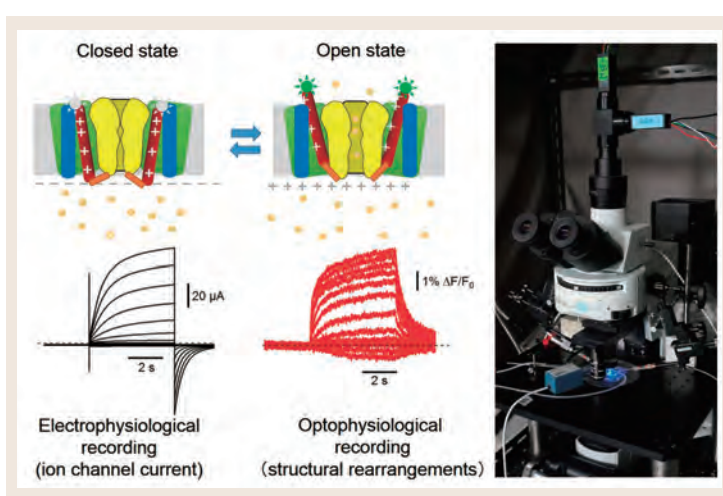 Closed state
Open state
20 µA
2 s
1% ΔF/F₀
2 s
Electrophysiological
recording
(ion channel current)
Optophysiological
recording
(structural rearrangements)